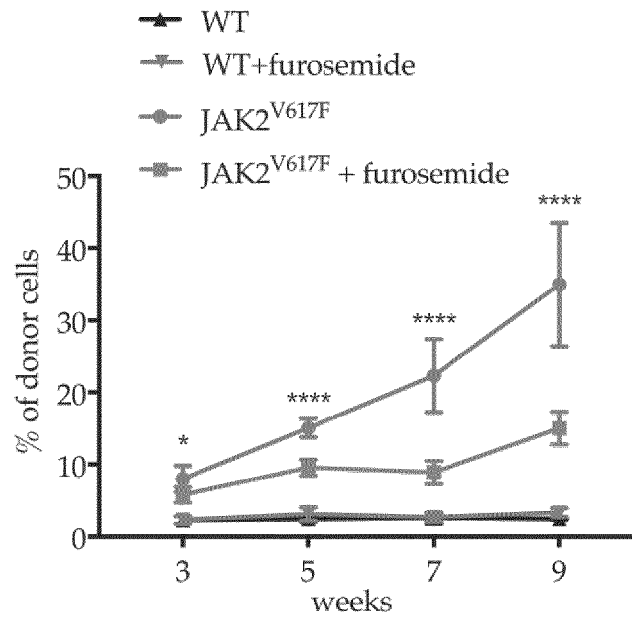 WT
WT+furosemide
JAK2V617F
JAK2V617F + furosemide
50
40
30
20
10
0
% of donor cells
*
****
****
****
3 5 7 9
weeks